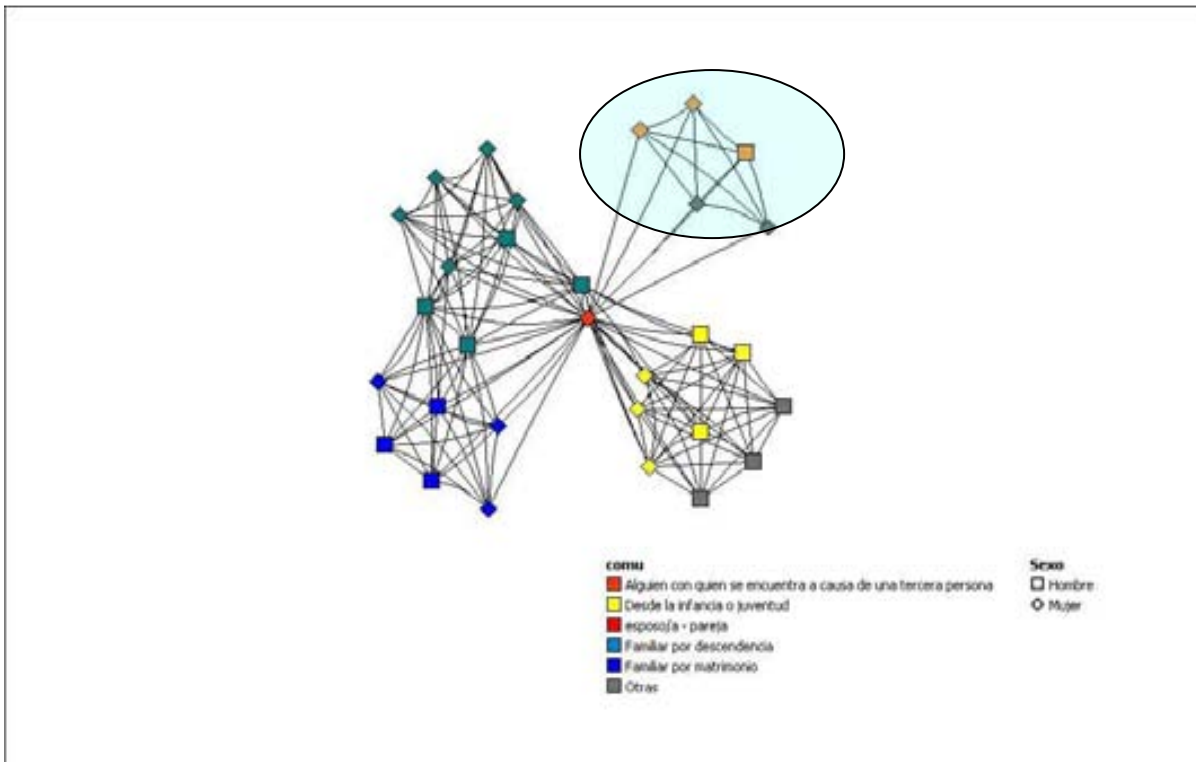 comu
Alguien con quien se encuentra a causa de una tercera persona
Desde la infancia o juventud
esposo/a - pareja
Familiar por descendencia
Familiar por matrimonio
Otras
Sexo
Hombre
Mujer